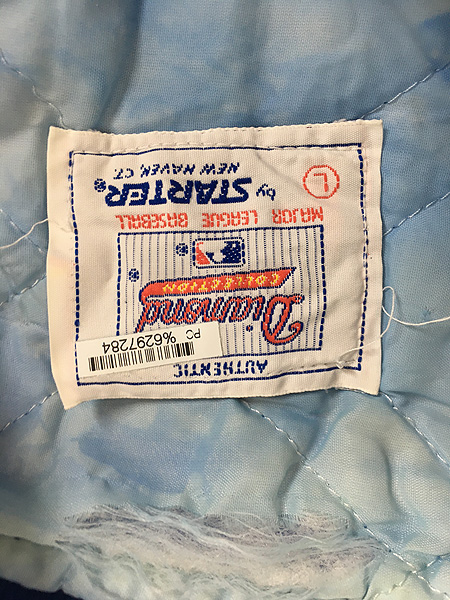 AUTHENTIC
Diamond
COLLECTION
MAJOR LEAGUE BASEBALL
by STARTER
NEW HAVEN, CT.
L
PC %6297284